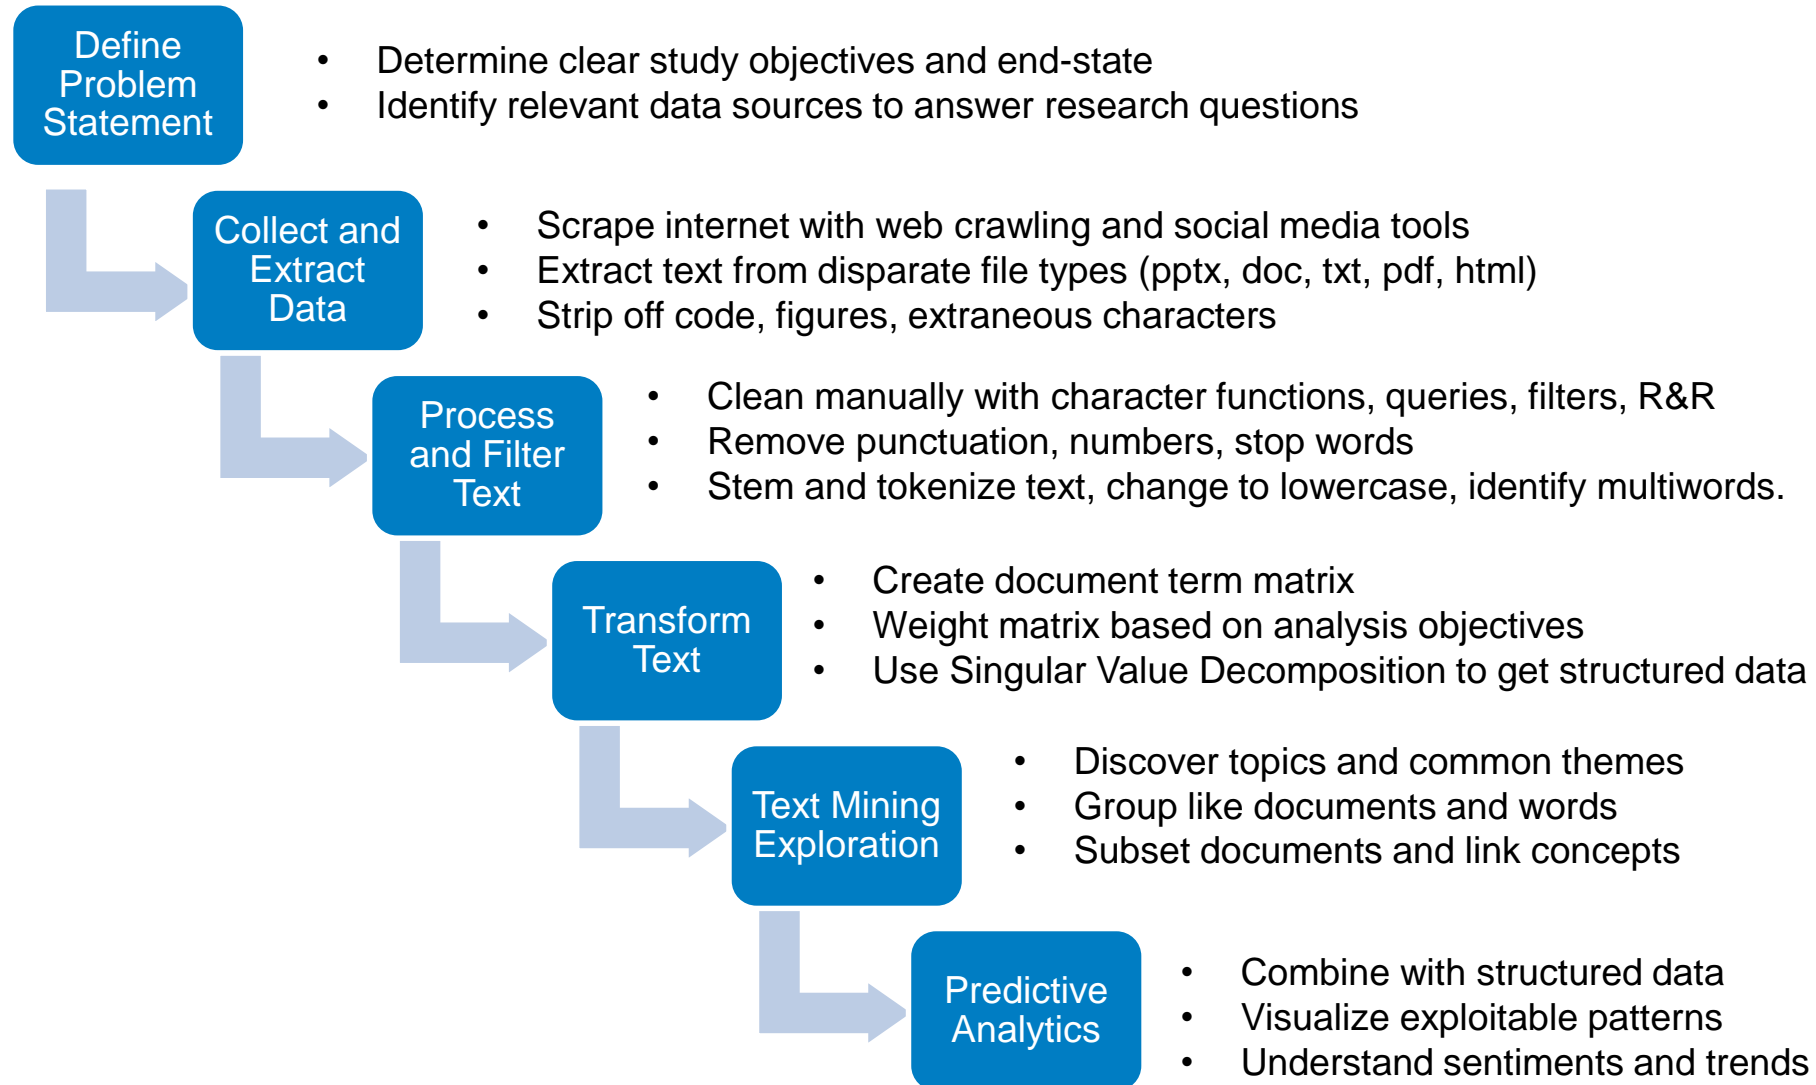 Define
Problem
Statement
• Determine clear study objectives and end-state
• Identify relevant data sources to answer research questions
Collect and
Extract
Data
• Scrape internet with web crawling and social media tools
• Extract text from disparate file types (pptx, doc, txt, pdf, html)
• Strip off code, figures, extraneous characters
Process
and Filter
Text
• Clean manually with character functions, queries, filters, R&R
• Remove punctuation, numbers, stop words
• Stem and tokenize text, change to lowercase, identify multiwords.
Transform
Text
• Create document term matrix
• Weight matrix based on analysis objectives
• Use Singular Value Decomposition to get structured data
Text Mining
Exploration
• Discover topics and common themes
• Group like documents and words
• Subset documents and link concepts
Predictive
Analytics
• Combine with structured data
• Visualize exploitable patterns
• Understand sentiments and trends